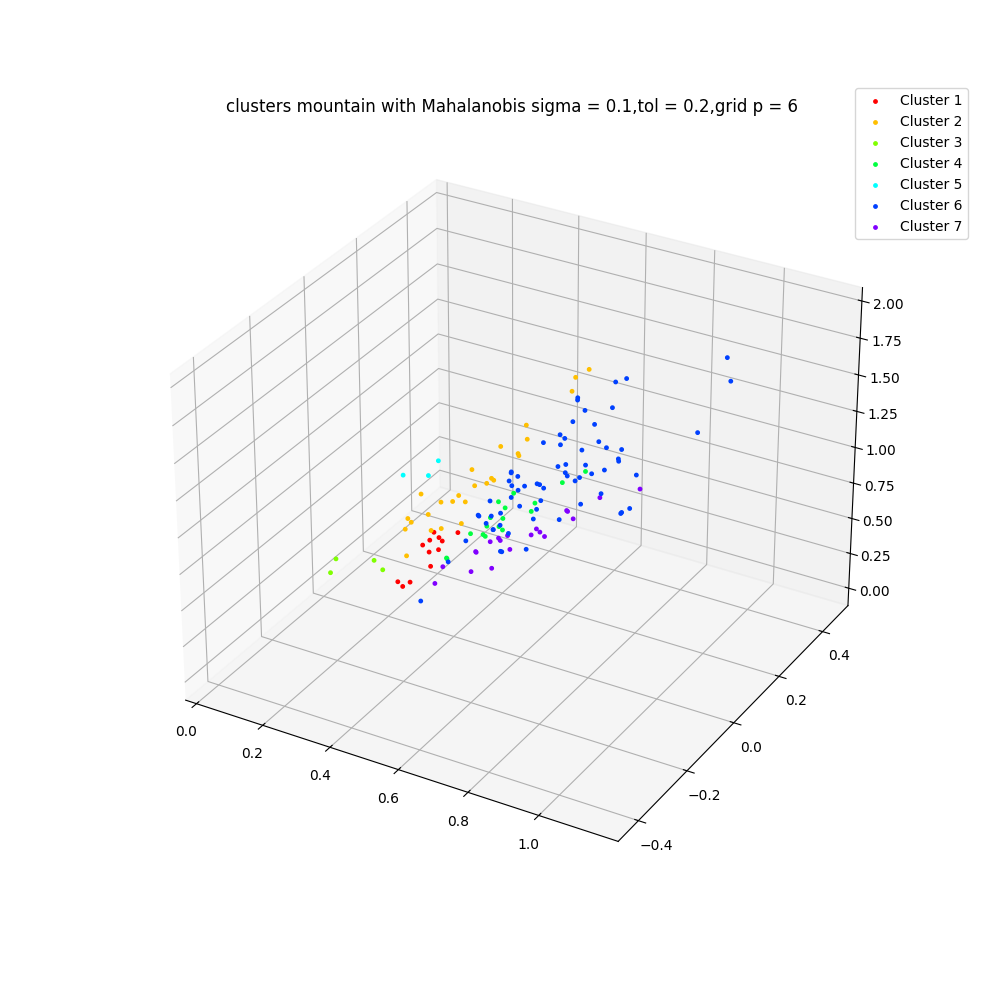 clusters mountain with Mahalanobis sigma = 0.1,tol = 0.2,grid p = 6
Cluster 1
Cluster 2
Cluster 3
Cluster 4
Cluster 5
Cluster 6
Cluster 7
2.00
1.75
1.50
1.25
1.00
0.75
0.50
0.25
0.00
0.4
0.2
0.0
−0.2
−0.4
0.0
0.2
0.4
0.6
0.8
1.0